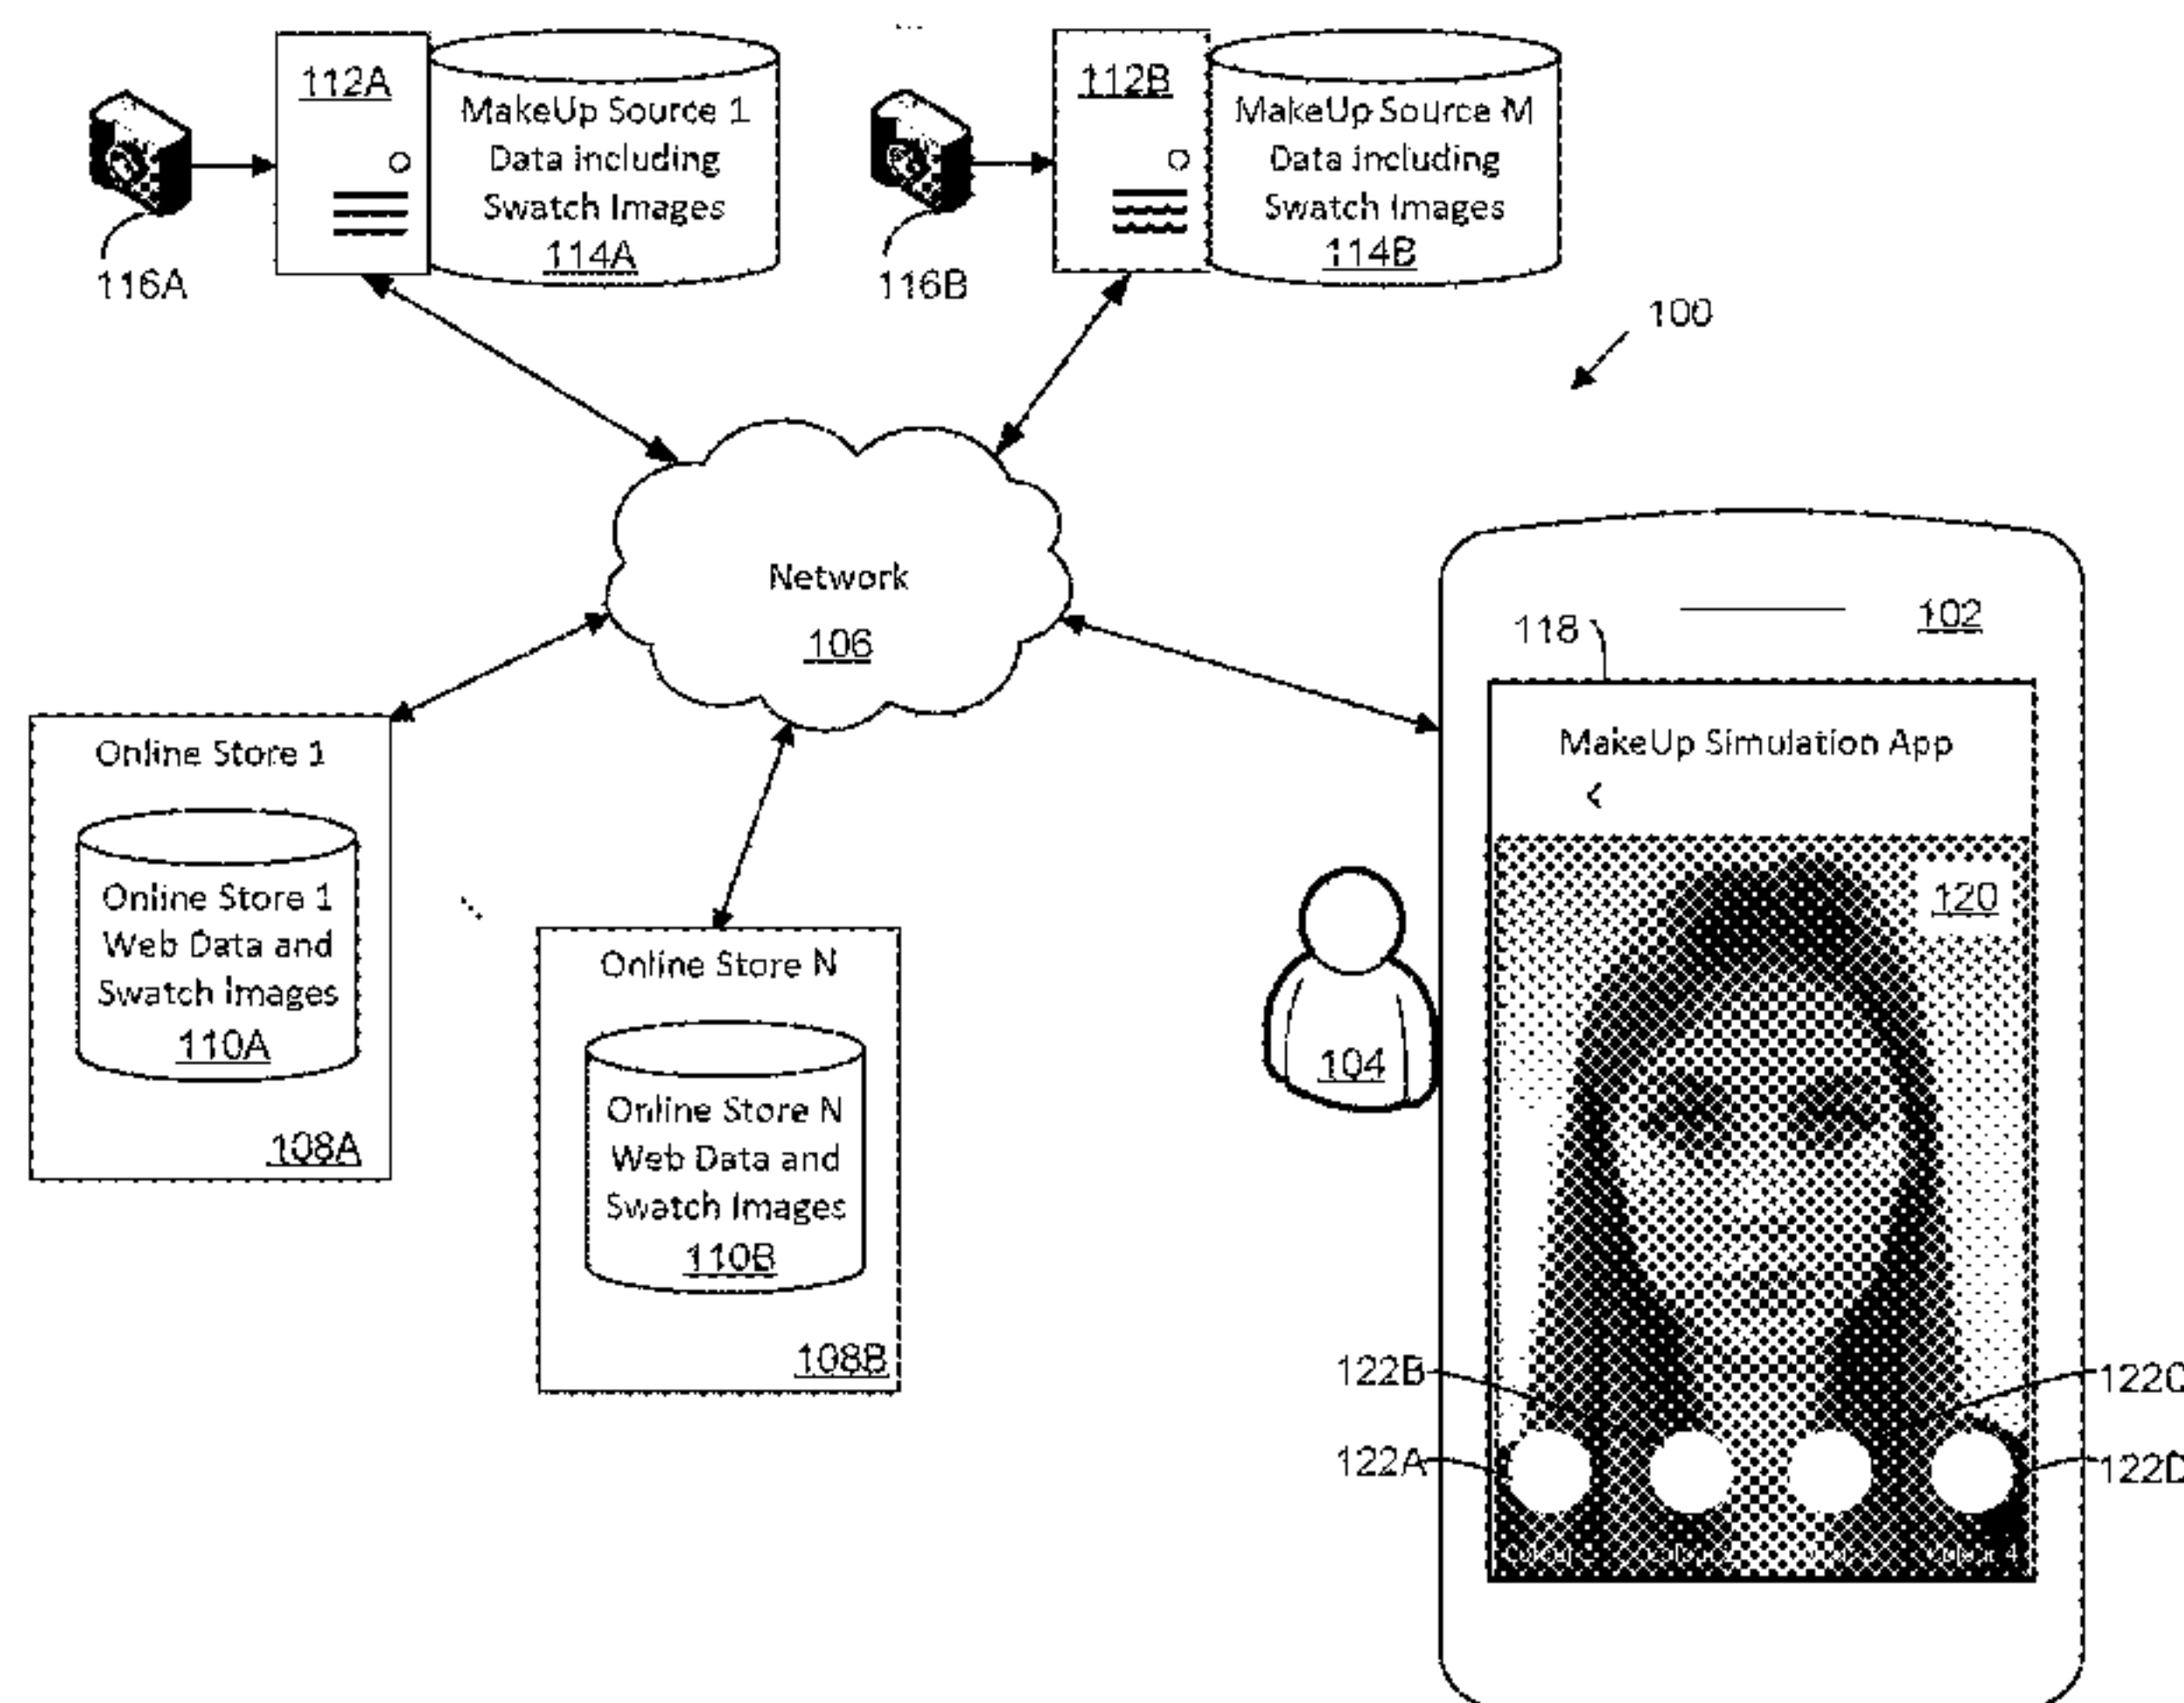 112A
MakeUp Source 1
Data including
Swatch Images
114A
116A
...
112B
MakeUp Source M
Data including
Swatch Images
114B
116B
100
Network
106
Online Store 1
Online Store 1
Web Data and
Swatch Images
110A
108A
Online Store N
Online Store N
Web Data and
Swatch Images
110B
108B
104
102
118
MakeUp Simulation App
<
120
122B
122A
122C
122D
Colour 4